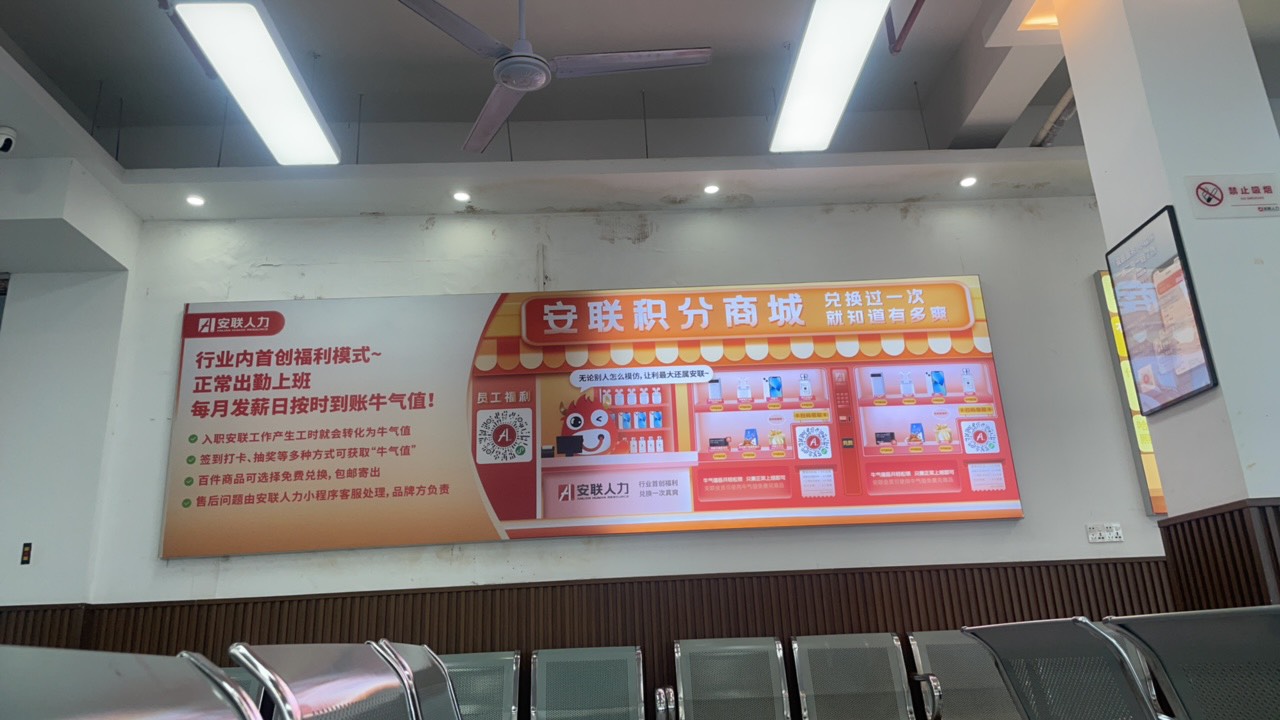 安联人力
行业内首创福利模式~
正常出勤上班
每月发薪日按时到账牛气值!
入职安联工作产生工时就会转化为牛气值
签到打卡、抽奖等多种方式可获取“牛气值”
百件商品可选择免费兑换,包邮寄出
售后问题由安联人力小程序客服处理,品牌方负责
安联积分商城
兑换过一次
就知道有多爽
无论别人怎么模仿,让利最大还属安联~
员工福利
安联人力
行业首创福利
兑换一次真爽
禁止吸烟